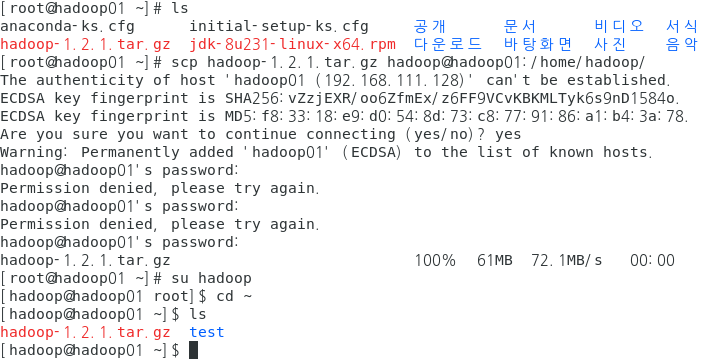 [root@hadoop01 ~]# ls
anaconda-ks.cfg initial-setup-ks.cfg 공개 문서 비디오 서식
hadoop-1.2.1.tar.gz jdk-8u231-linux-x64.rpm 다운로드 바탕화면 사진 음악
[root@hadoop01 ~]# scp hadoop-1.2.1.tar.gz hadoop@hadoop01:/home/hadoop/
The authenticity of host 'hadoop01 (192.168.111.128)' can't be established.
ECDSA key fingerprint is SHA256:vZzjEXR/oo6ZfmEx/z6FF9VCvKBKMLTyk6s9nD1584o.
ECDSA key fingerprint is MD5:f8:33:18:e9:d0:54:8d:73:c8:77:91:86:a1:b4:3a:78.
Are you sure you want to continue connecting (yes/no)? yes
Warning: Permanently added 'hadoop01' (ECDSA) to the list of known hosts.
hadoop@hadoop01's password:
Permission denied, please try again.
hadoop@hadoop01's password:
Permission denied, please try again.
hadoop@hadoop01's password:
hadoop-1.2.1.tar.gz 100% 61MB 72.1MB/s 00:00
[root@hadoop01 ~]# su hadoop
[hadoop@hadoop01 root]$ cd ~
[hadoop@hadoop01 ~]$ ls
hadoop-1.2.1.tar.gz test
[hadoop@hadoop01 ~]$